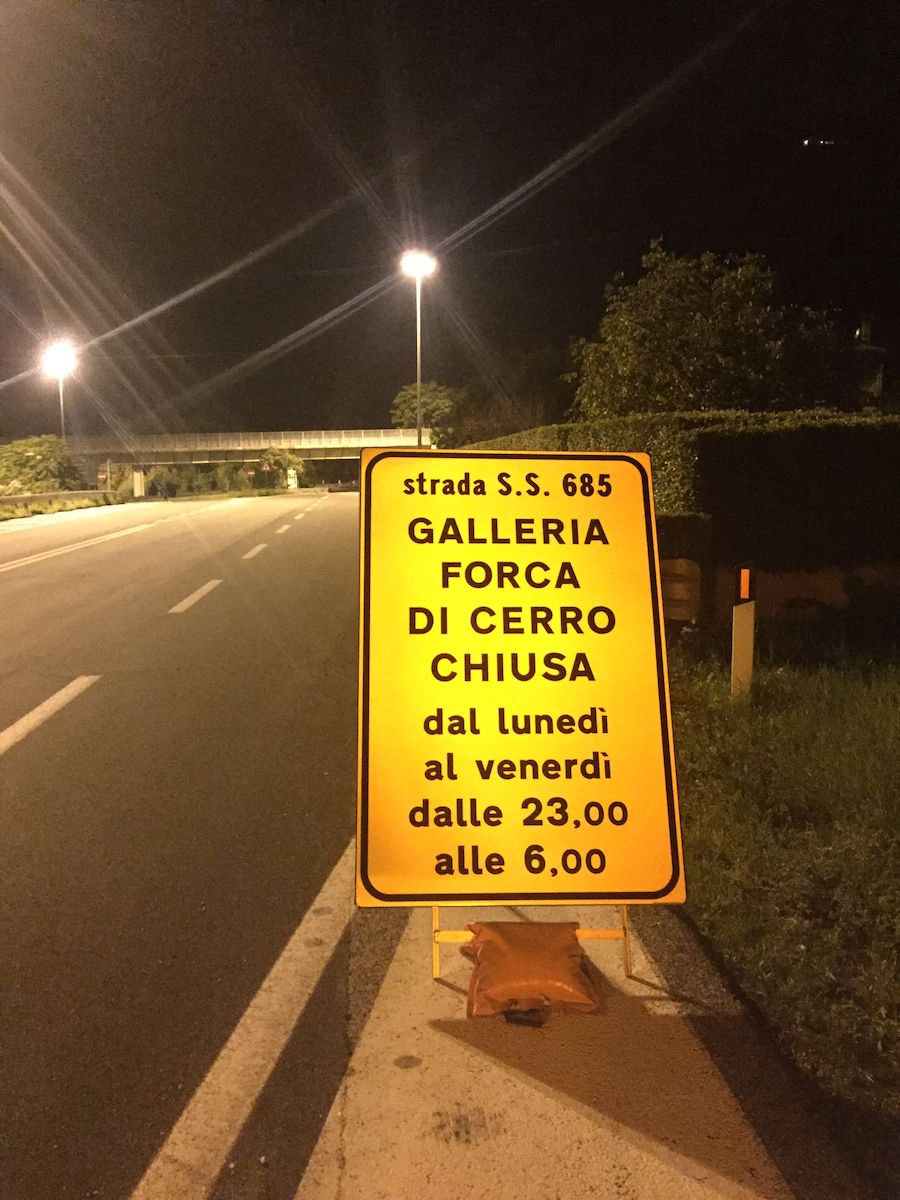 strada S.S. 685
GALLERIA
FORCA
DI CERRO
CHIUSA
dal lunedì
al venerdì
dalle 23,00
alle 6,00